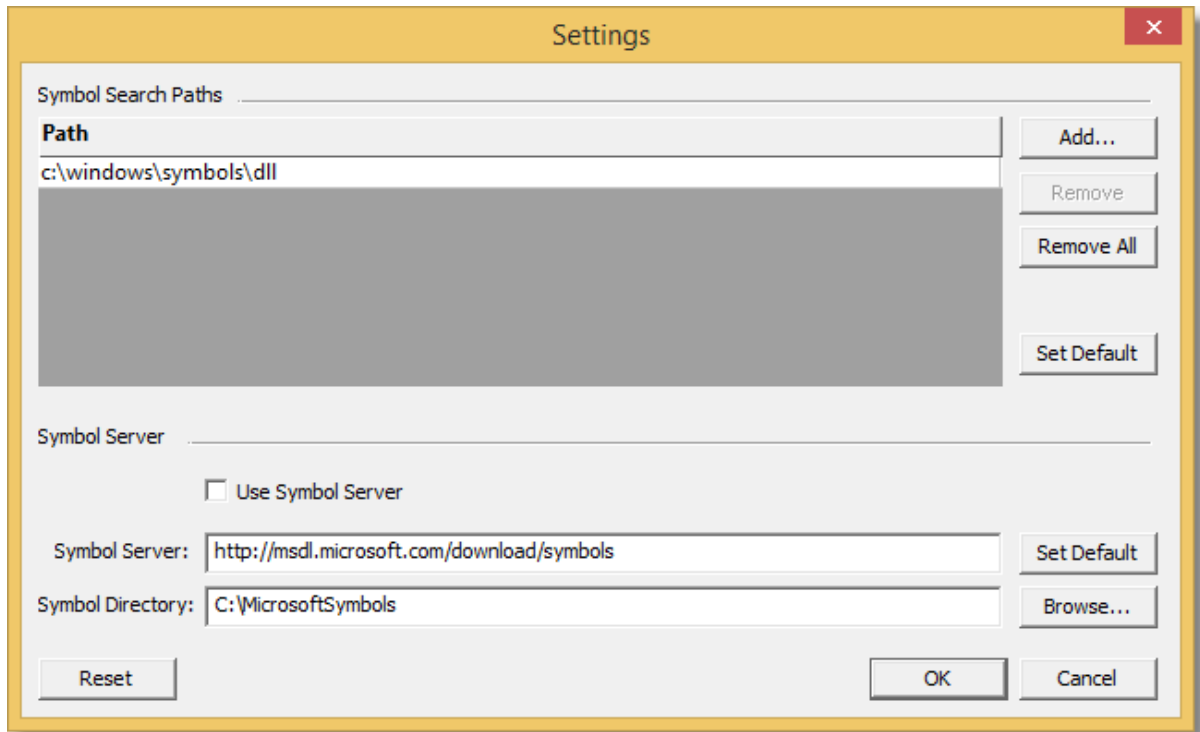 Settings
Symbol Search Paths
Path
Add...
c:\windows\symbols\dll
Remove
Remove All
Set Default
Symbol Server
Use Symbol Server
Symbol Server: http://msdl.microsoft.com/download/symbols Set Default
Symbol Directory: C:\MicrosoftSymbols Browse...
Reset OK Cancel